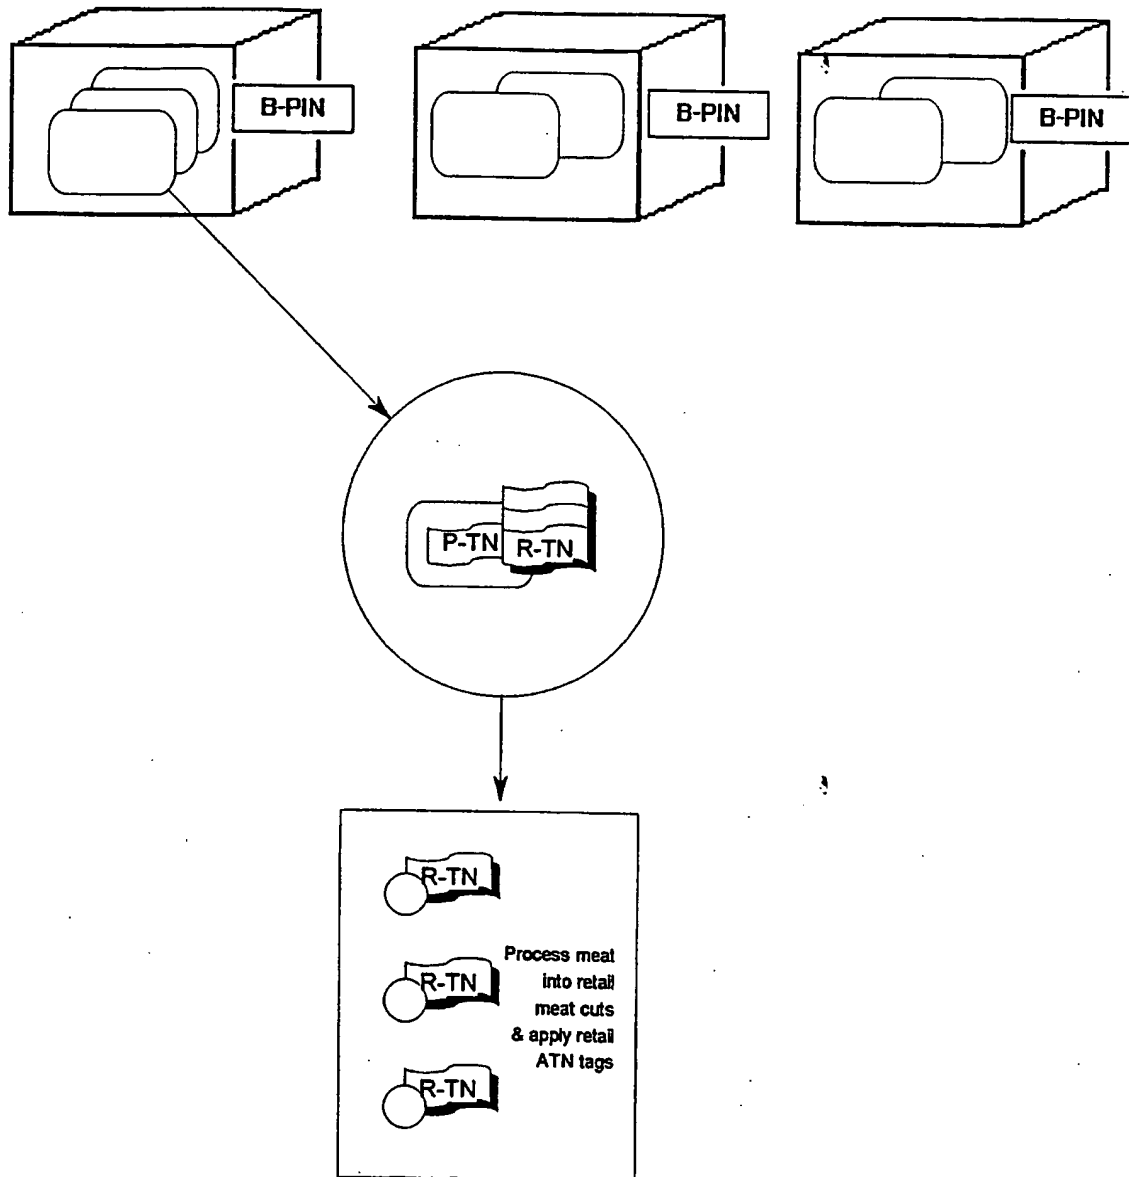 B-PIN
B-PIN
B-PIN
P-TN
R-TN
R-TN
R-TN
R-TN
Process meat
into retail
meat cuts
& apply retail
ATN tags